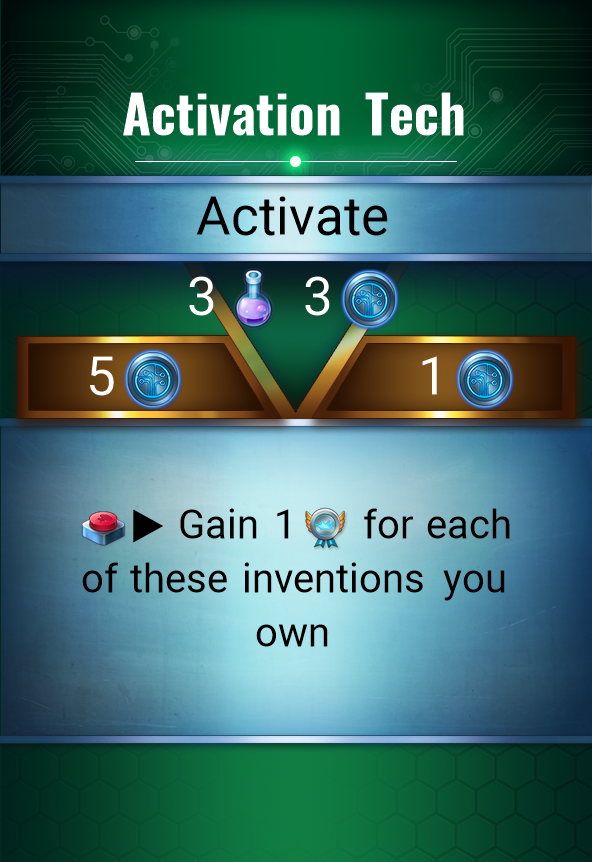 Activation Tech
Activate
3 3
5 1
▶ Gain 1 for each
of these inventions you
own